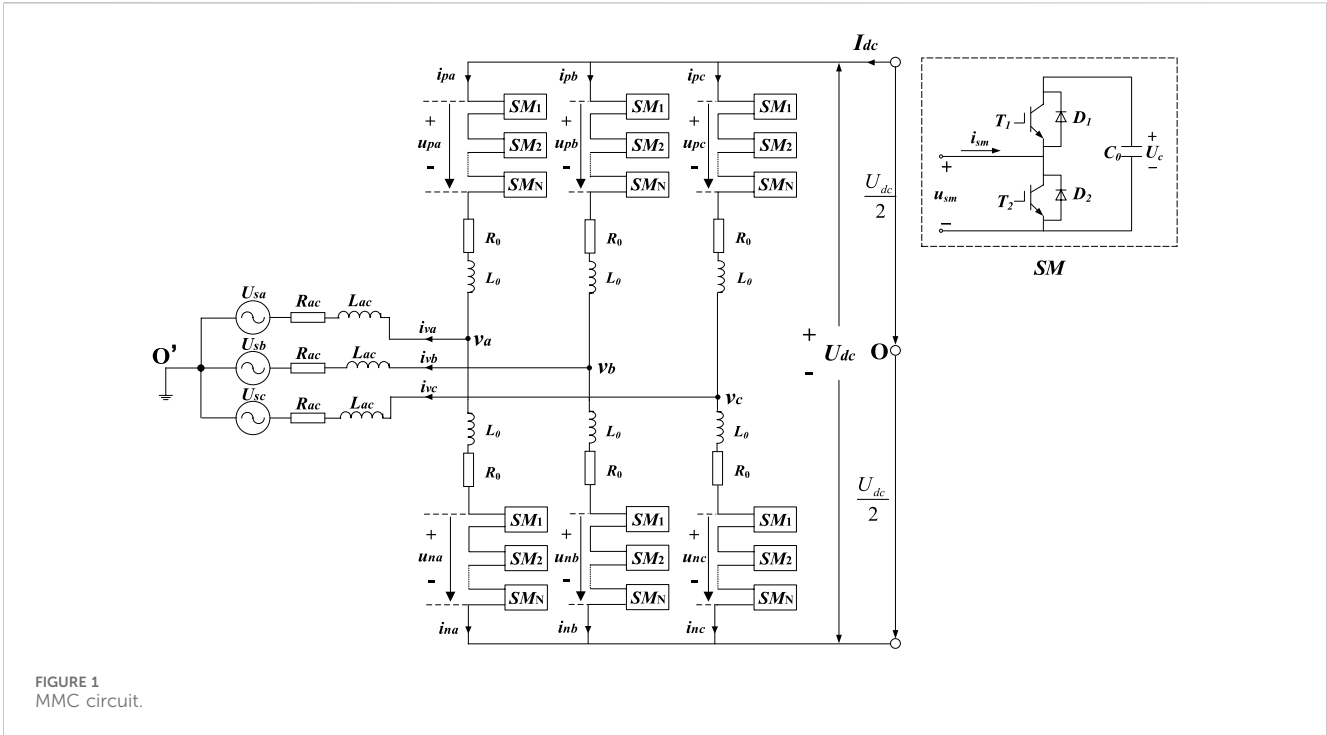 Idc
ipa ipb ipc
+ upa - SM1 SM2 SMN
+ upb - SM1 SM2 SMN
+ upc - SM1 SM2 SMN
R0 R0 R0
L0 L0 L0
Usa Rac Lac iva va
O' Usb Rac Lac ivb vb
Usc Rac Lac ivc vc
L0 L0 L0
R0 R0 R0
+ una - SM1 SM2 SMN
+ unb - SM1 SM2 SMN
+ unc - SM1 SM2 SMN
ina inb inc
+ Udc - O
Udc/2
Udc/2
T1 D1
ism
C0 + Uc -
+ usm -
T2 D2
SM
FIGURE 1
MMC circuit.